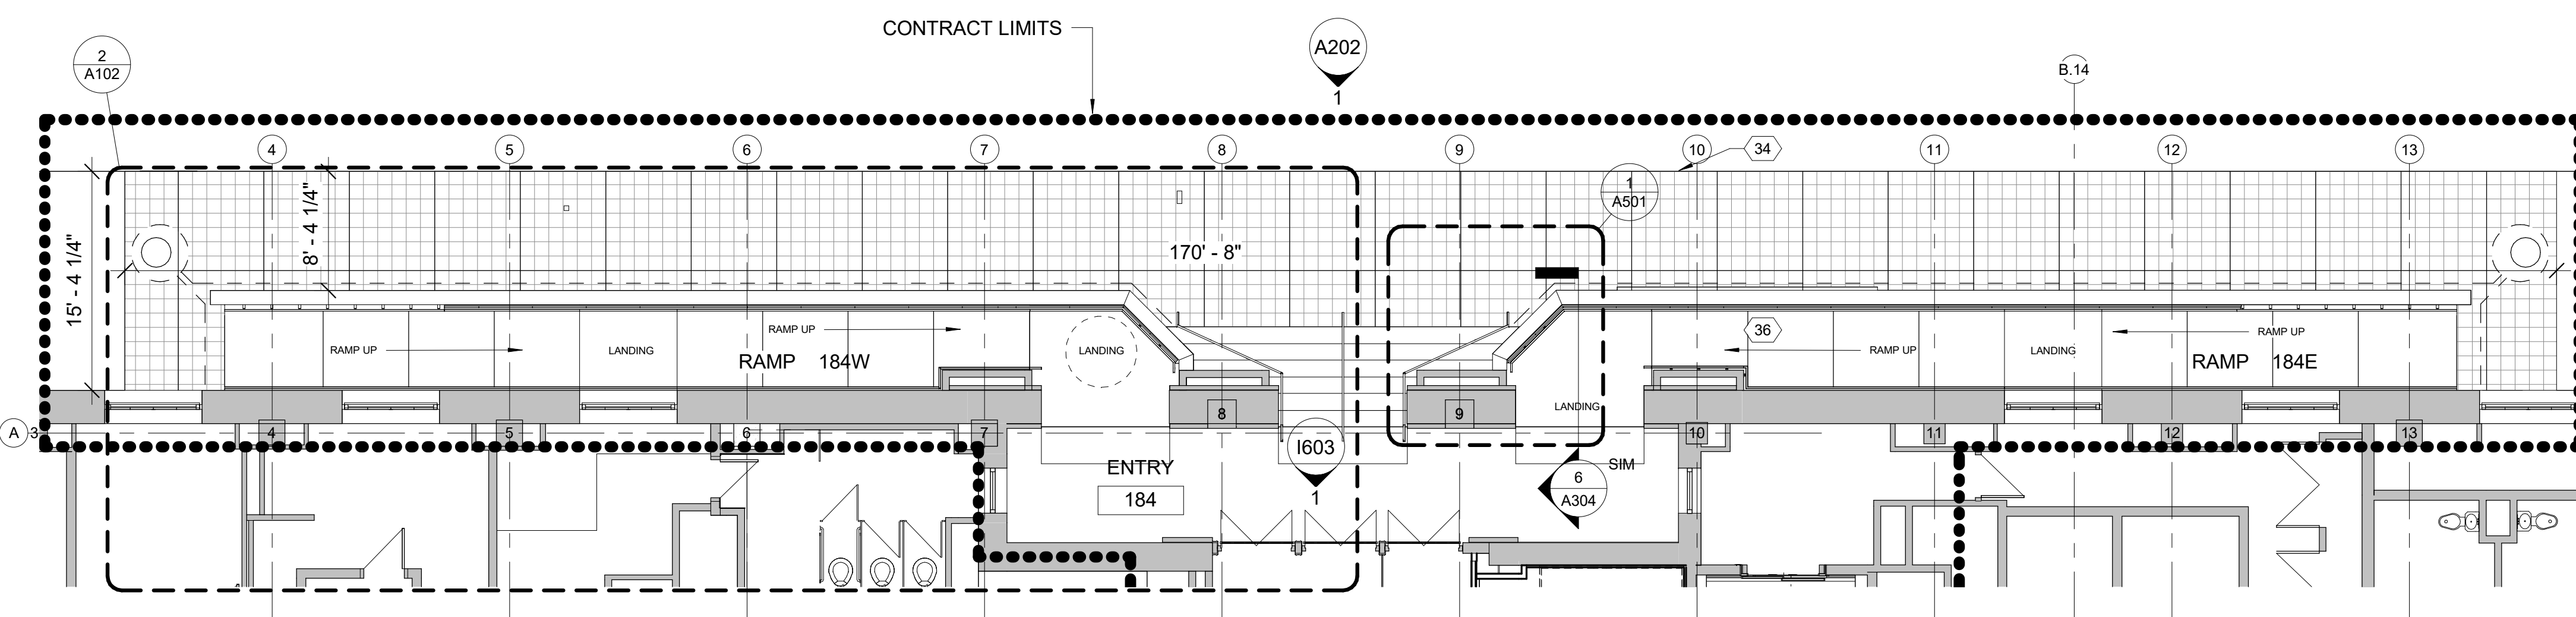 CONTRACT LIMITS
A202
1
2
A102
B.14
4
5
6
7
8
9
10
34
11
12
13
1
A501
15' - 4 1/4"
8' - 4 1/4"
170' - 8"
RAMP UP
RAMP UP
LANDING
RAMP 184W
LANDING
36
RAMP UP
RAMP UP
LANDING
RAMP 184E
LANDING
A
3
4
5
6
7
8
9
10
11
12
13
ENTRY
184
I603
1
SIM
6
A304